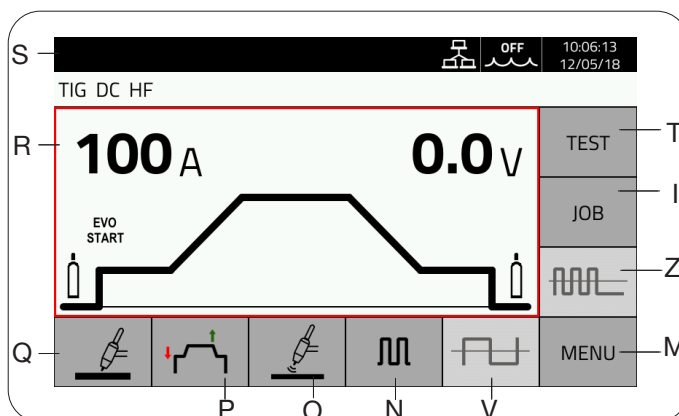 S
OFF
10:06:13
12/05/18
TIG DC HF
R
100 A
0.0 V
TEST
T
EVO
START
JOB
I
Z
Q
MENU
M
P
O
N
V